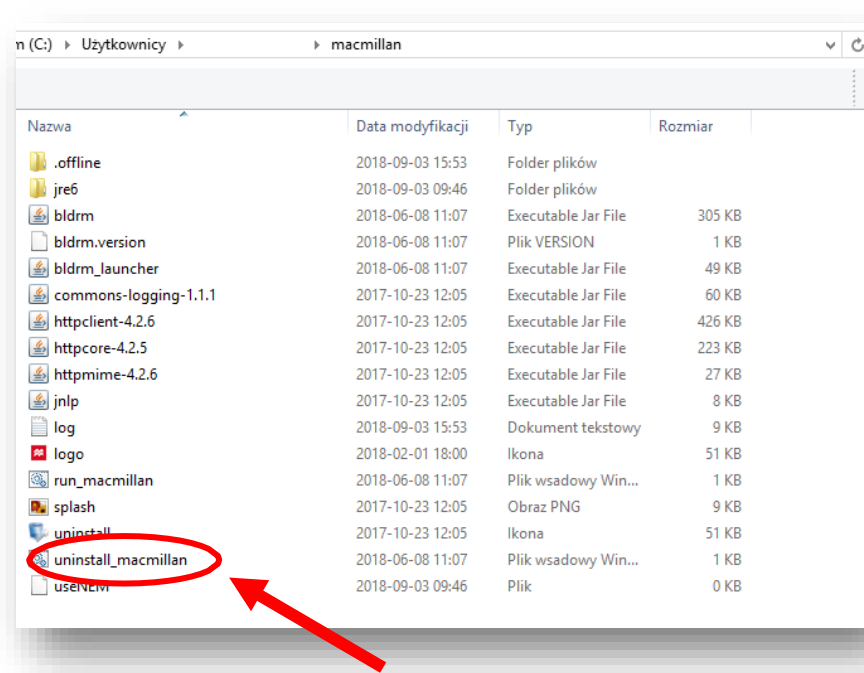 m (C:) Użytkownicy macmillan
Nazwa Data modyfikacji Typ Rozmiar
.offline 2018-09-03 15:53 Folder plików
jre6 2018-09-03 09:46 Folder plików
bldrm 2018-06-08 11:07 Executable Jar File 305 KB
bldrm.version 2018-06-08 11:07 Plik VERSION 1 KB
bldrm_launcher 2018-06-08 11:07 Executable Jar File 49 KB
commons-logging-1.1.1 2017-10-23 12:05 Executable Jar File 60 KB
httpclient-4.2.6 2017-10-23 12:05 Executable Jar File 426 KB
httpcore-4.2.5 2017-10-23 12:05 Executable Jar File 223 KB
httpmime-4.2.6 2017-10-23 12:05 Executable Jar File 27 KB
jnlp 2017-10-23 12:05 Executable Jar File 8 KB
log 2018-09-03 15:53 Dokument tekstowy 9 KB
logo 2018-02-01 18:00 Ikona 51 KB
run_macmillan 2018-06-08 11:07 Plik wsadowy Win... 1 KB
splash 2017-10-23 12:05 Obraz PNG 9 KB
uninstall 2017-10-23 12:05 Ikona 51 KB
uninstall_macmillan 2018-06-08 11:07 Plik wsadowy Win... 1 KB
useNEM 2018-09-03 09:46 Plik 0 KB